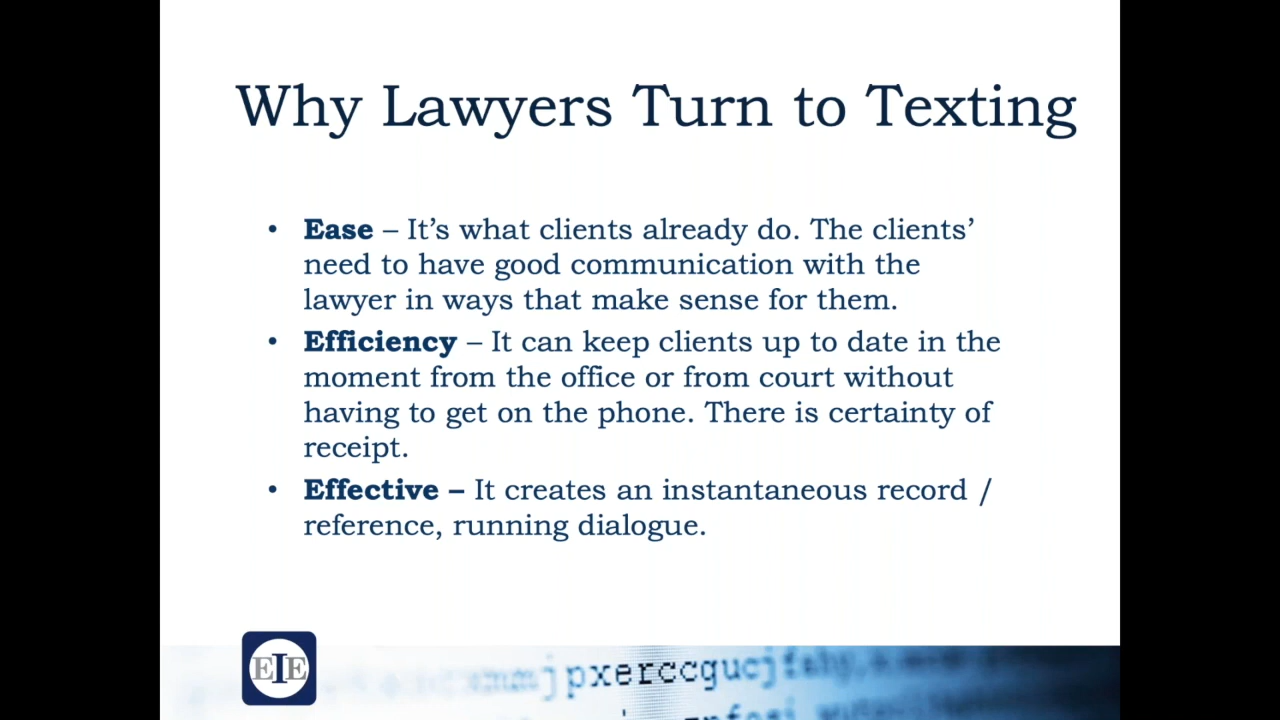 Why Lawyers Turn to Texting
• Ease – It’s what clients already do. The clients’
need to have good communication with the
lawyer in ways that make sense for them.
• Efficiency – It can keep clients up to date in the
moment from the office or from court without
having to get on the phone. There is certainty of
receipt.
• Effective – It creates an instantaneous record /
reference, running dialogue.
EIE
jpxerccgucj